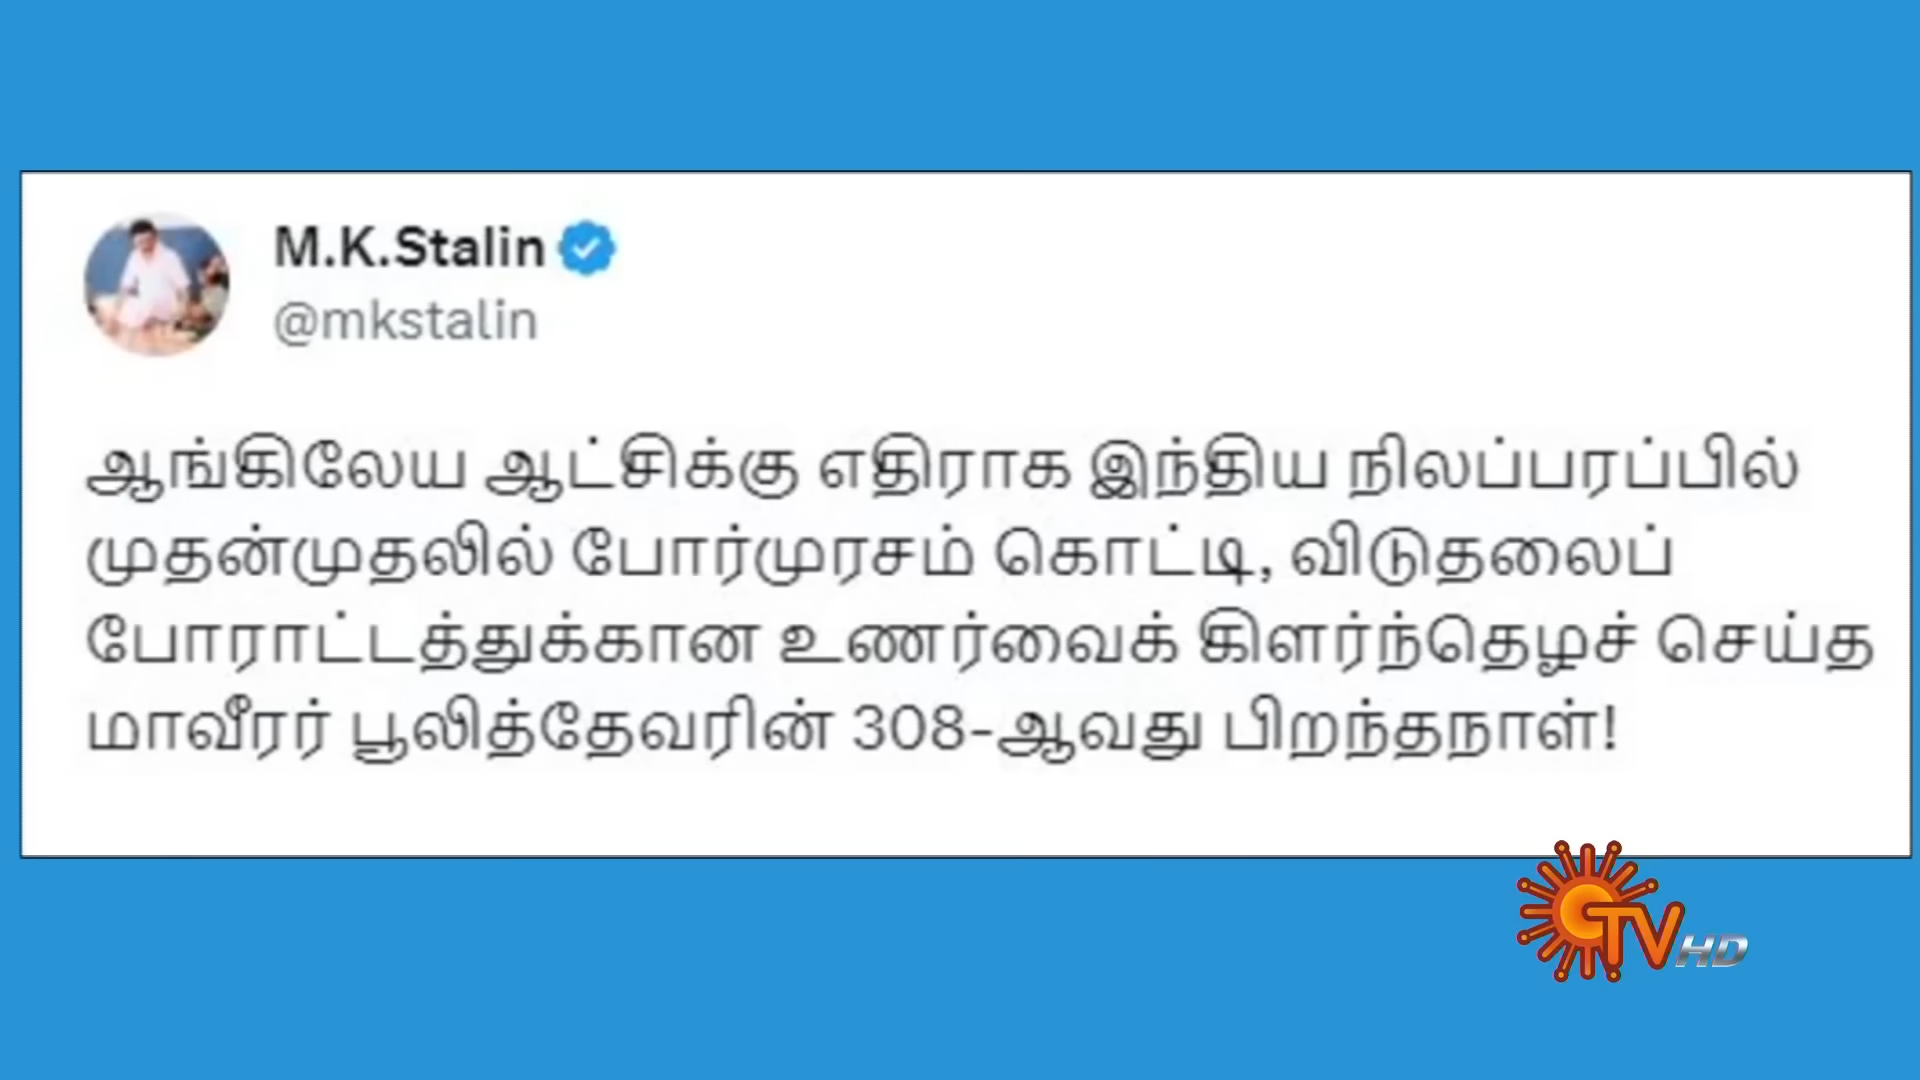 M.K.Stalin
@mkstalin
ஆங்கிலேய ஆட்சிக்கு எதிராக இந்திய நிலப்பரப்பில்
முதன்முதலில் போர்முரசம் கொட்டி, விடுதலைப்
போராட்டத்துக்கான உணர்வைக் கிளர்ந்தெழச் செய்த
மாவீரர் பூலித்தேவரின் 308-ஆவது பிறந்தநாள்!
TV HD